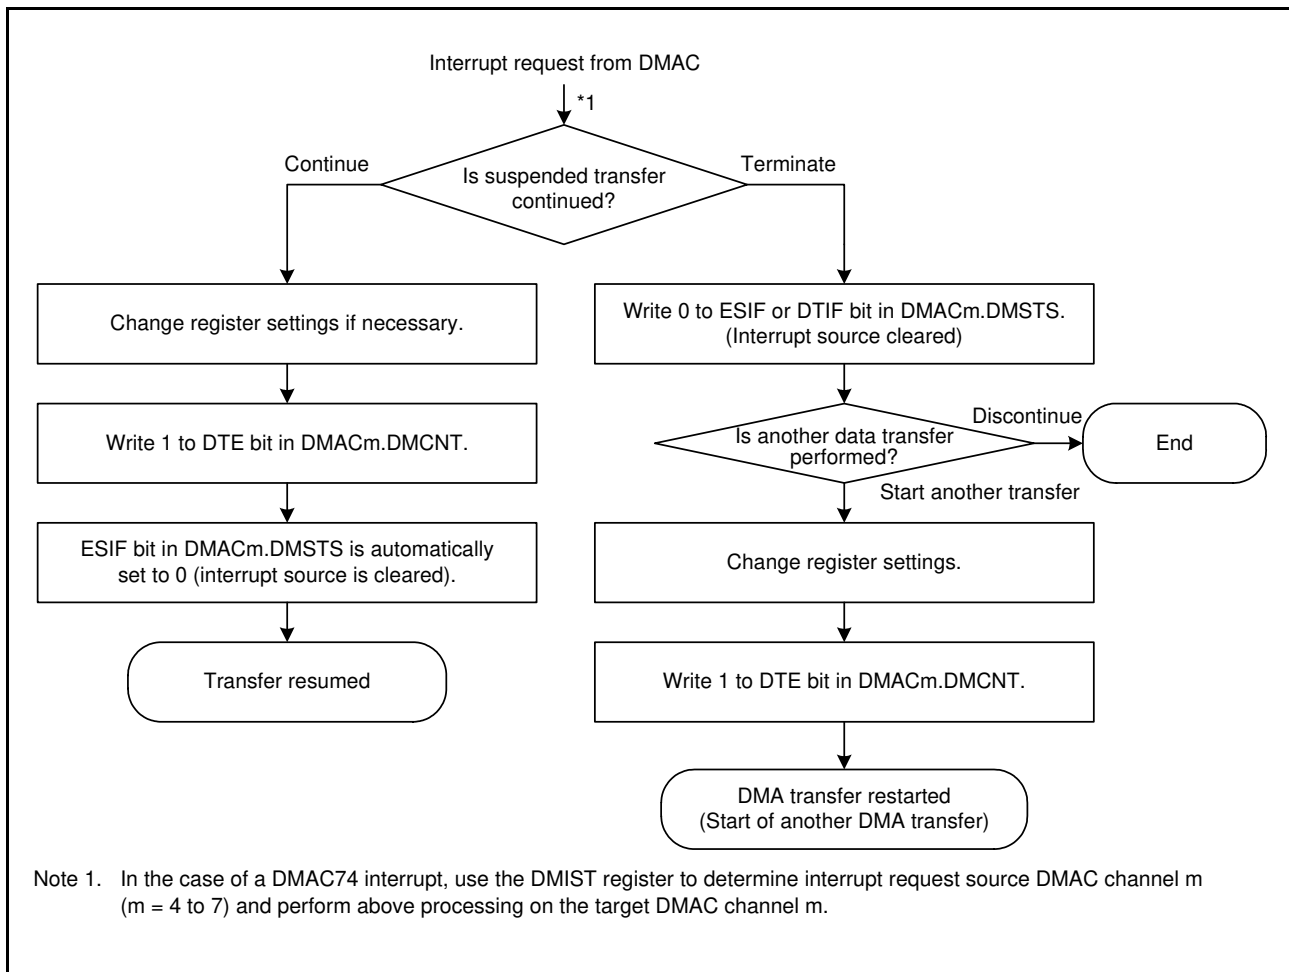 Interrupt request from DMAC
*1
Continue
Terminate
Is suspended transfer
continued?
Change register settings if necessary.
Write 0 to ESIF or DTIF bit in DMACm.DMSTS.
(Interrupt source cleared)
Write 1 to DTE bit in DMACm.DMCNT.
Is another data transfer
performed?
Discontinue
End
Start another transfer
ESIF bit in DMACm.DMSTS is automatically
set to 0 (interrupt source is cleared).
Change register settings.
Transfer resumed
Write 1 to DTE bit in DMACm.DMCNT.
DMA transfer restarted
(Start of another DMA transfer)
Note 1. In the case of a DMAC74 interrupt, use the DMIST register to determine interrupt request source DMAC channel m
(m = 4 to 7) and perform above processing on the target DMAC channel m.